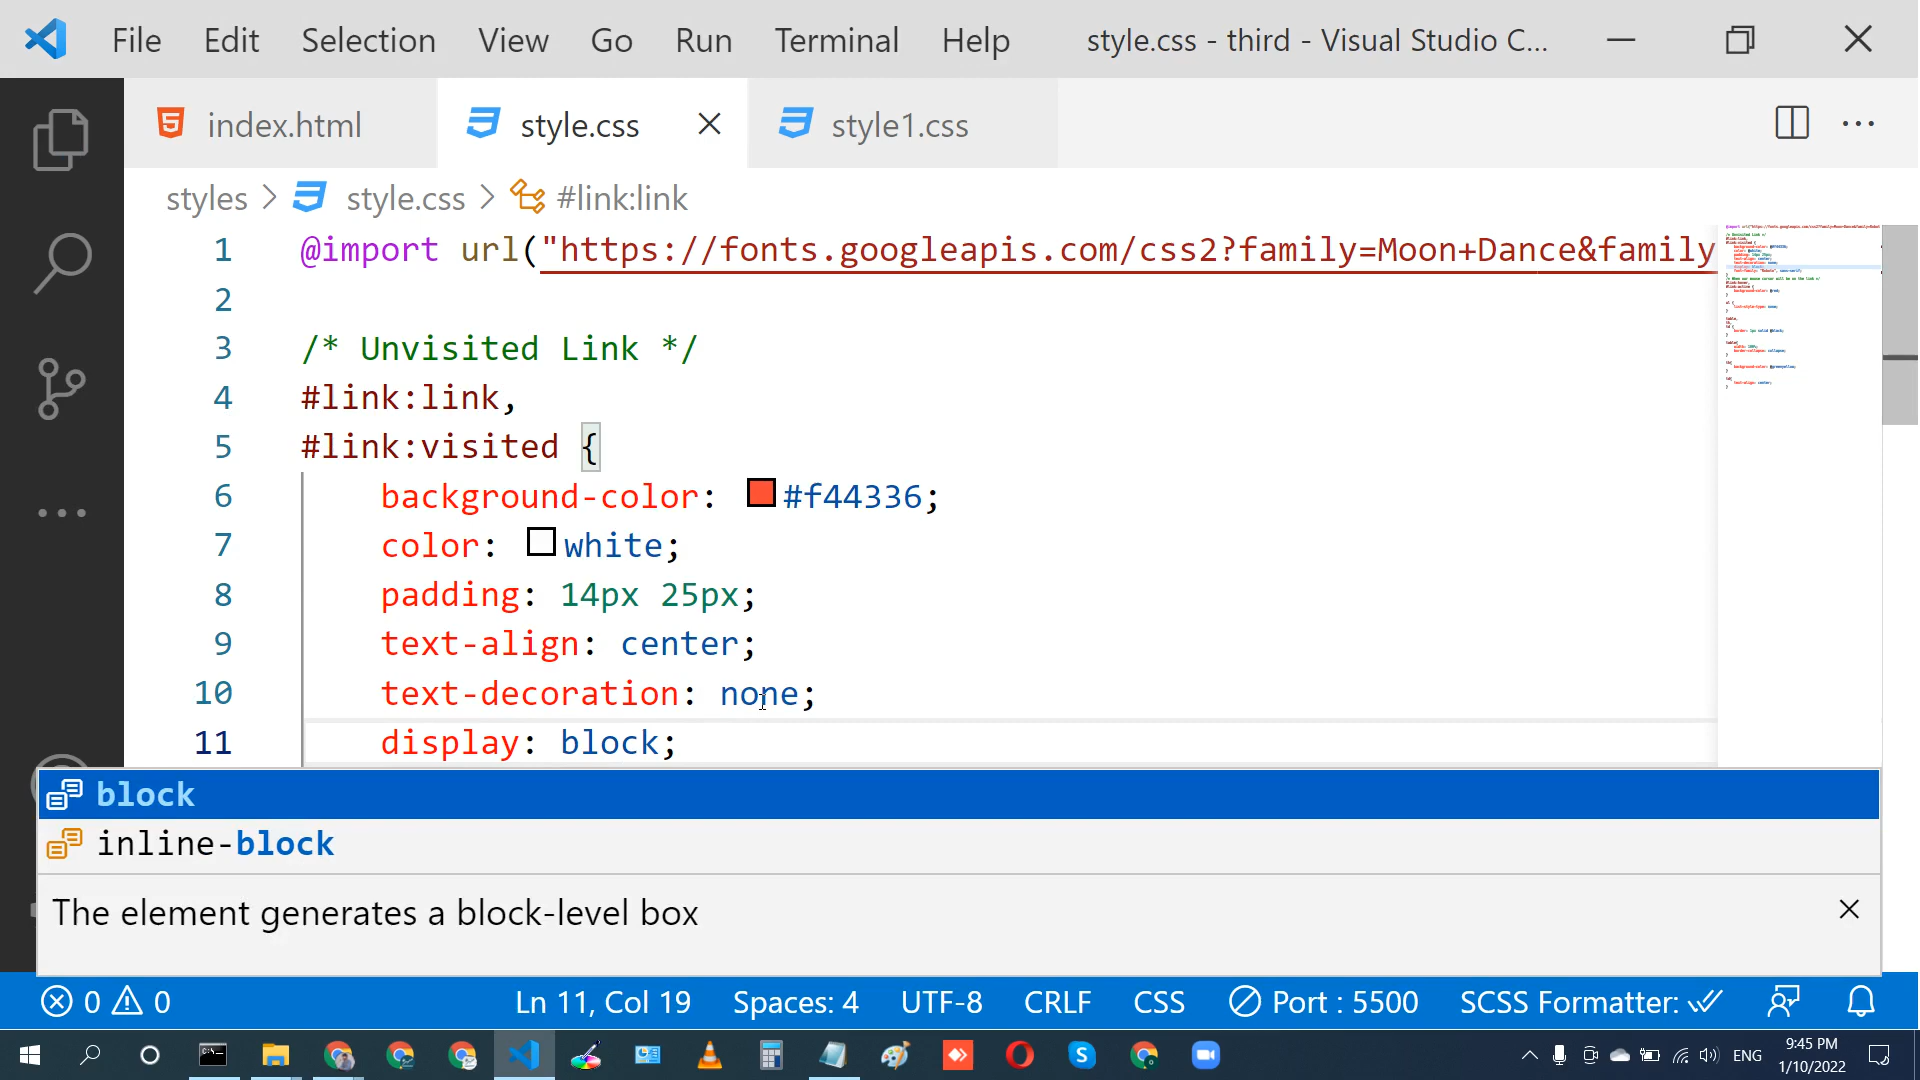 File Edit Selection View Go Run Terminal Help style.css - third - Visual Studio C...
index.html style.css style1.css
styles > style.css > #link:link
1 @import url("https://fonts.googleapis.com/css2?family=Moon+Dance&family
2
3 /* Unvisited Link */
4 #link:link,
5 #link:visited {
6 background-color: #f44336;
7 color: white;
8 padding: 14px 25px;
9 text-align: center;
10 text-decoration: none;
11 display: block;
block
inline-block
The element generates a block-level box
0 0 Ln 11, Col 19 Spaces: 4 UTF-8 CRLF CSS Port : 5500 SCSS Formatter:
ENG 9:45 PM
1/10/2022